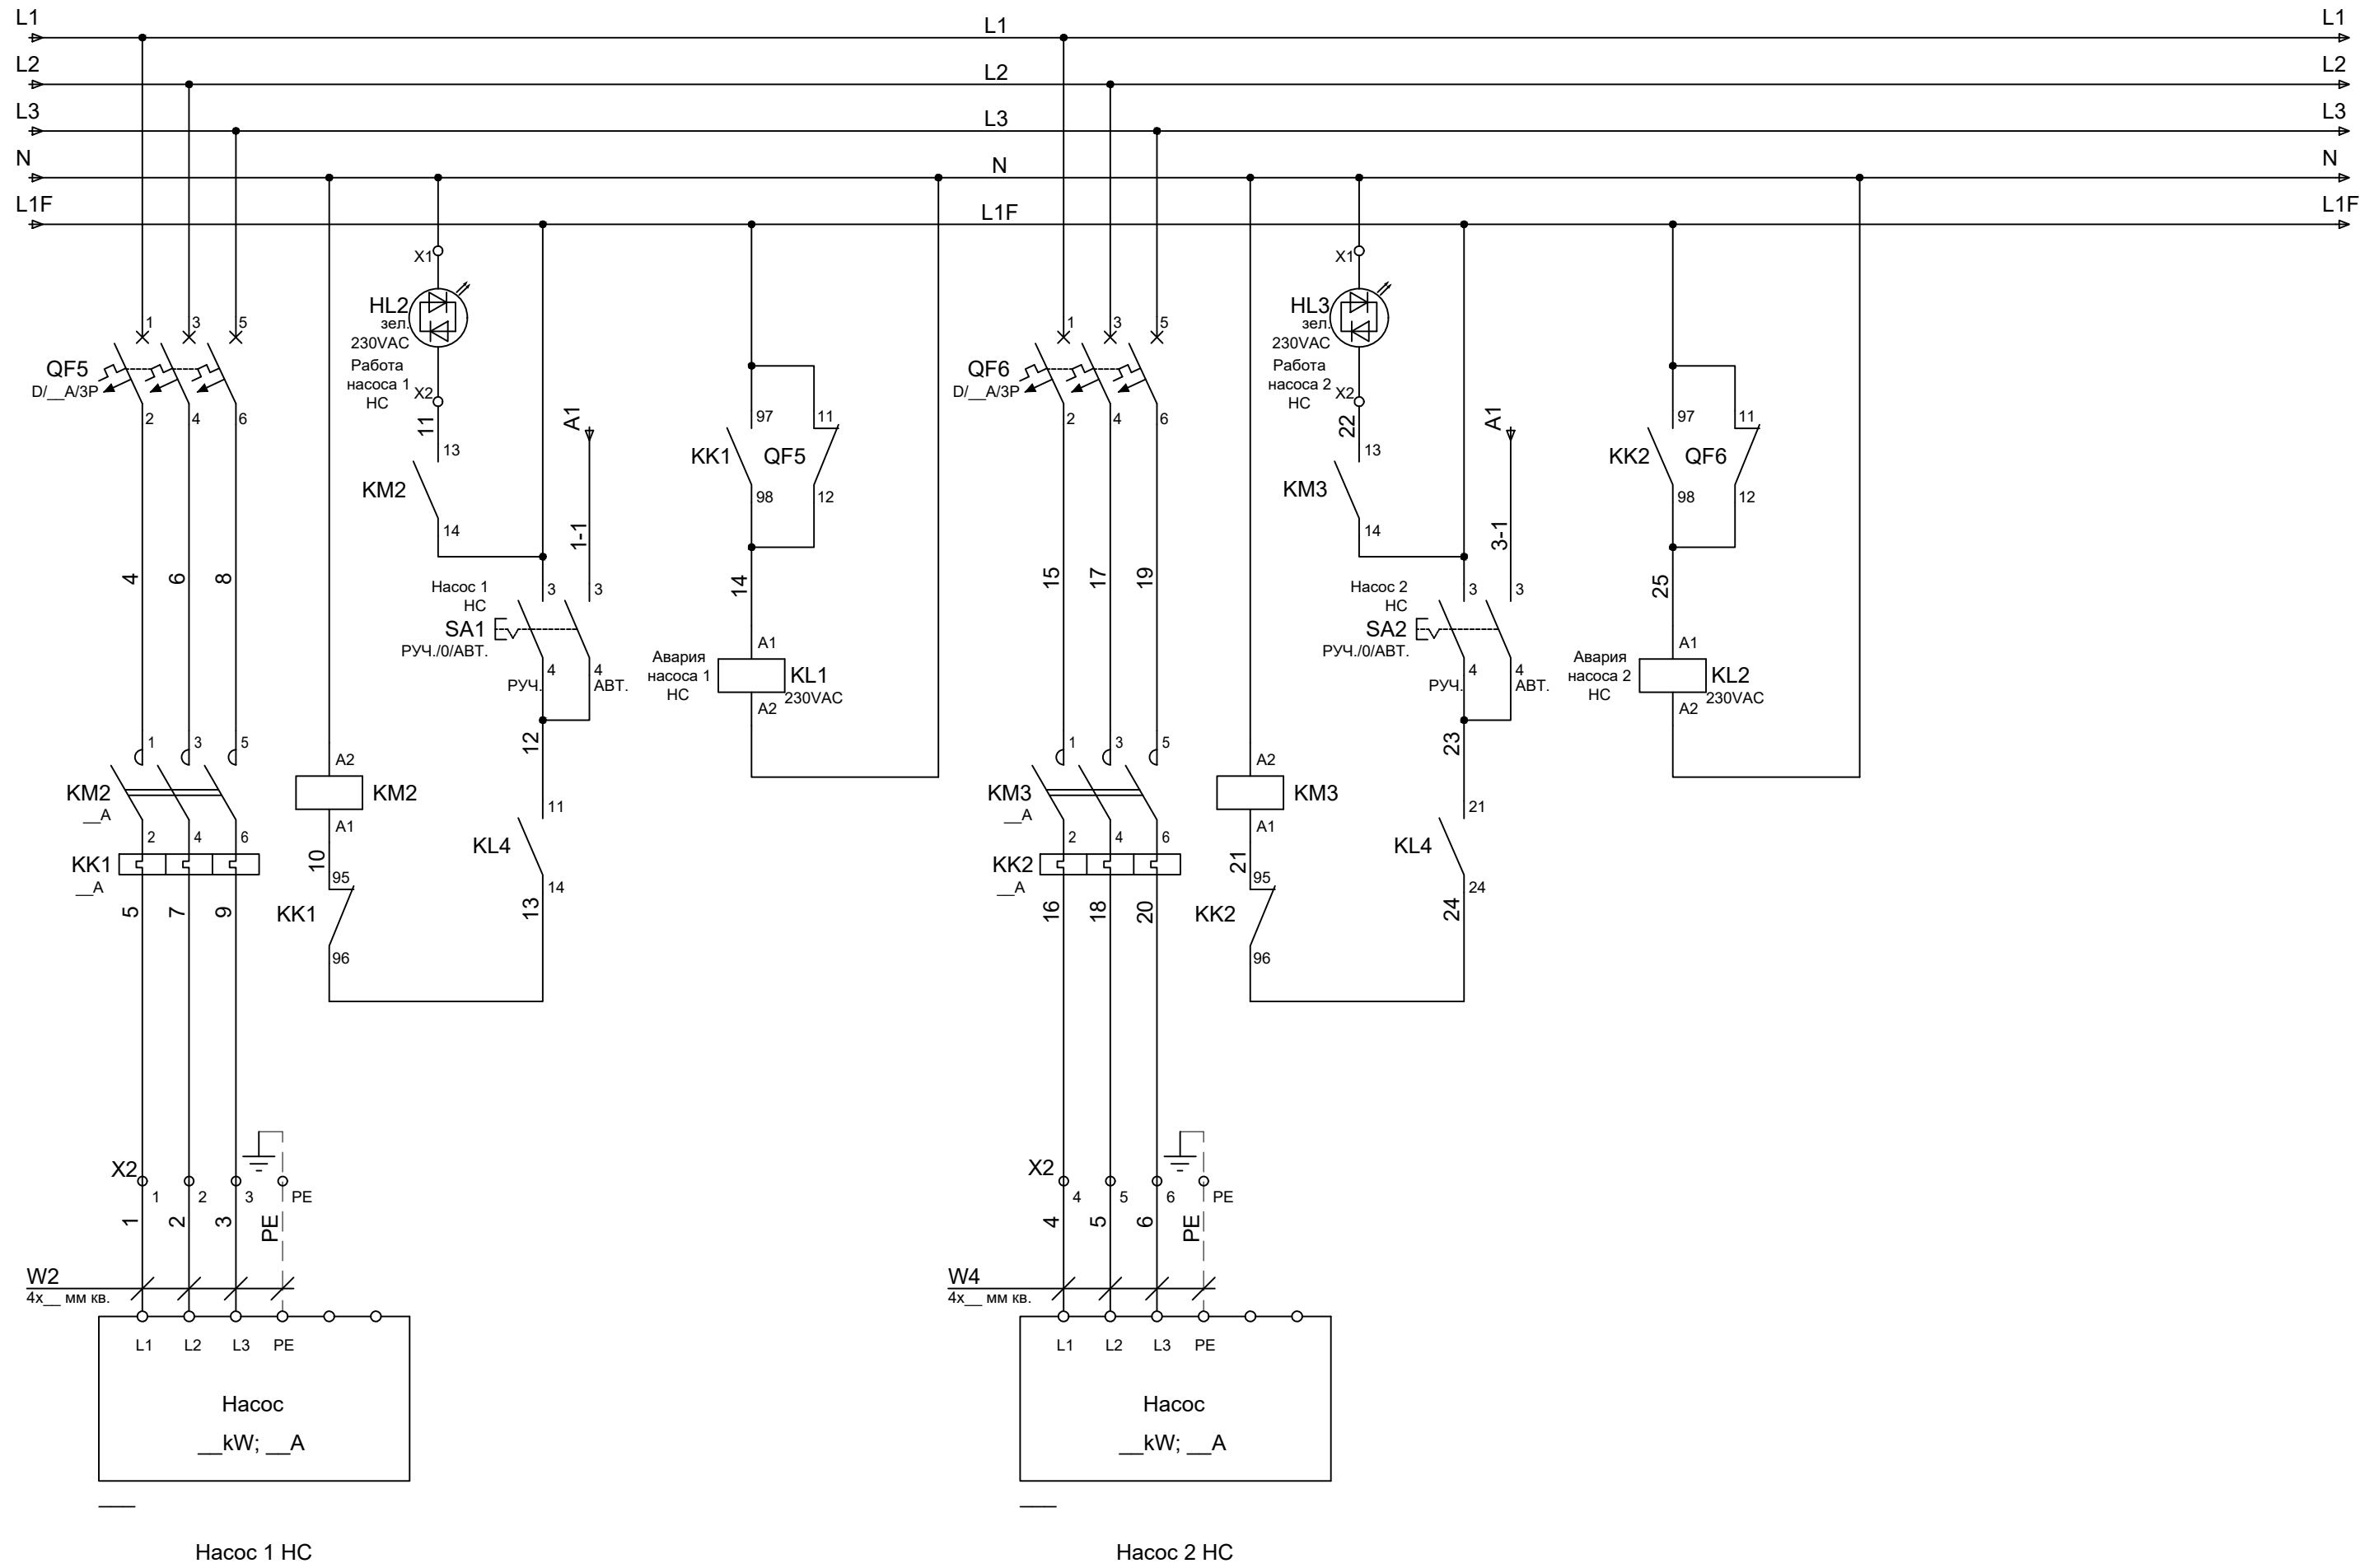 L1 L1 L1
L2 L2 L2
L3 L3 L3
N N N
L1F L1F L1F
1 3 5
QF5
D/__A/3P
2 4 6
4 6 8
1 3 5
KM2
__A
2 4 6
KK1
__A
5 7 9
X2
1 2 3 PE
1 2 3 PE
W2
4x__ мм кв.
L1 L2 L3 PE
Насос
__kW; __A
Насос 1 НС
A2
KM2
A1
10
95
KK1
96
X1
HL2
зел.
230VAC
Работа
насоса 1
НС
X2
11
13
KM2
14
A1
1-1
Насос 1
НС
SA1
РУЧ./0/АВТ.
3 3
4 4
РУЧ. АВТ.
12
11
KL4
14
13
97 11
KK1 QF5
98 12
14
A1
Авария
насоса 1
НС
KL1
230VAC
A2
1 3 5
QF6
D/__A/3P
2 4 6
15 17 19
1 3 5
KM3
__A
2 4 6
KK2
__A
16 18 20
X2
4 5 6 PE
4 5 6 PE
W4
4x__ мм кв.
L1 L2 L3 PE
Насос
__kW; __A
Насос 2 НС
A2
KM3
A1
21
95
KK2
96
X1
HL3
зел.
230VAC
Работа
насоса 2
НС
X2
22
13
KM3
14
A1
3-1
Насос 2
НС
SA2
РУЧ./0/АВТ.
3 3
4 4
РУЧ. АВТ.
23
21
KL4
24
24
97 11
KK2 QF6
98 12
25
A1
Авария
насоса 2
НС
KL2
230VAC
A2